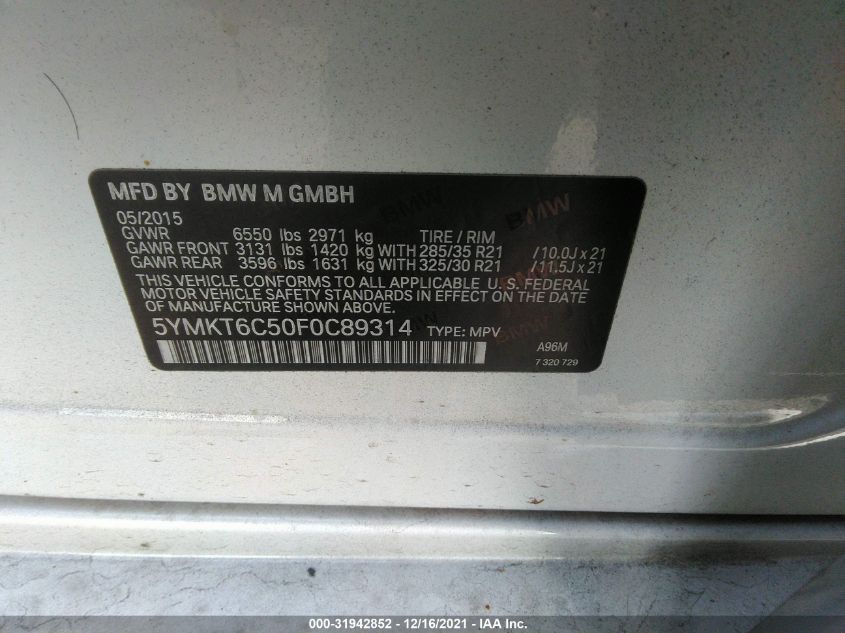 MFD BY BMW M GMBH
05/2015
GVWR 6550 lbs 2971 kg TIRE / RIM
GAWR FRONT 3131 lbs 1420 kg WITH 285/35 R21 / 10.0J x 21
GAWR REAR 3596 lbs 1631 kg WITH 325/30 R21 / 11.5J x 21
THIS VEHICLE CONFORMS TO ALL APPLICABLE U.S. FEDERAL
MOTOR VEHICLE SAFETY STANDARDS IN EFFECT ON THE DATE
OF MANUFACTURE SHOWN ABOVE.
5YMKT6C50F0C89314 TYPE: MPV
A96M
7 320 729
BMW
BMW
BMW
000-31942852 - 12/16/2021 - IAA Inc.